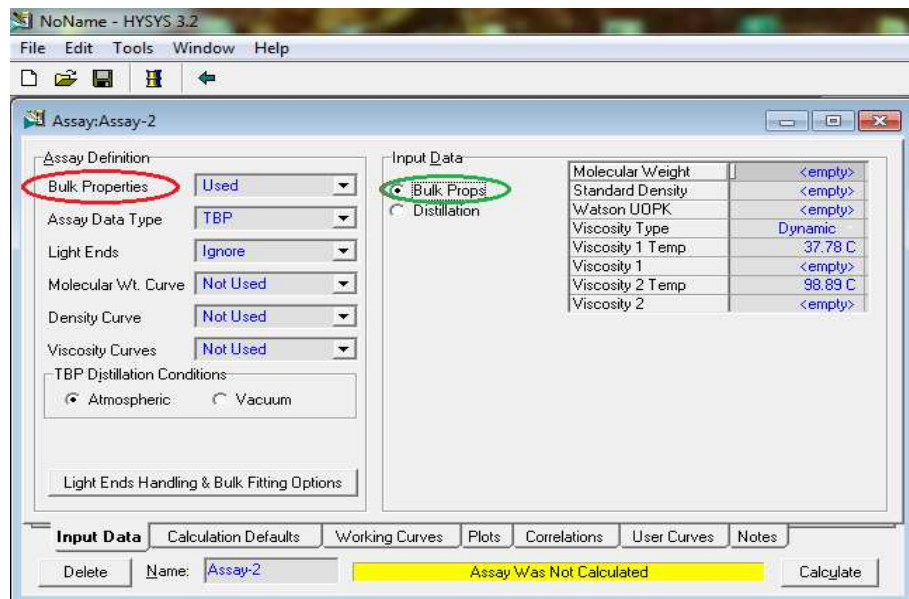 NoName - HYSYS 3.2
File Edit Tools Window Help
Assay:Assay-2
Assay Definition
Bulk Properties Used
Assay Data Type TBP
Light Ends Ignore
Molecular Wt. Curve Not Used
Density Curve Not Used
Viscosity Curves Not Used
TBP Distillation Conditions
Atmospheric Vacuum
Light Ends Handling & Bulk Fitting Options
Input Data
Bulk Props
Distillation
Molecular Weight <empty>
Standard Density <empty>
Watson UOPK <empty>
Viscosity Type Dynamic
Viscosity 1 Temp 37.78 C
Viscosity 1 <empty>
Viscosity 2 Temp 98.89 C
Viscosity 2 <empty>
Input Data Calculation Defaults Working Curves Plots Correlations User Curves Notes
Delete Name: Assay-2 Assay Was Not Calculated Calculate